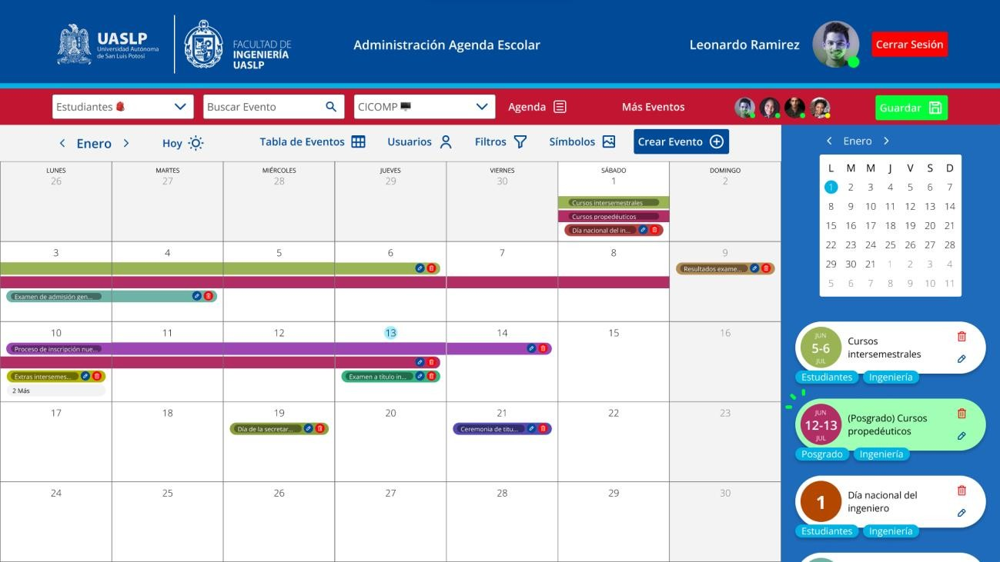 UASLP
Universidad Autónoma
de San Luis Potosí
FACULTAD DE
INGENIERÍA
UASLP
Administración Agenda Escolar
Leonardo Ramirez
Cerrar Sesión
Estudiantes
Buscar Evento
CICOMP
Agenda
Más Eventos
Guardar
Enero
Hoy
Tabla de Eventos
Usuarios
Filtros
Símbolos
Crear Evento
LUNES MARTES MIÉRCOLES JUEVES VIERNES SÁBADO DOMINGO
26 27 28 29 30 1 2
Cursos intersemestrales
Cursos propedéuticos
Día nacional del in...
3 4 5 6 7 8 9
Resultados exame...
Examen de admisión gen...
10 11 12 13 14 15 16
Proceso de inscripción nue...
Extras intersemes...
Examen a título in...
2 Más
17 18 19 20 21 22 23
Día de la secretar...
Ceremonia de titu...
24 25 26 27 28 29 30
Enero
L M M J V S D
1 2 3 4 5 6 7
8 9 10 11 12 13 14
15 16 17 18 19 20 21
22 23 24 25 26 27 28
29 30 21 1 2 3 4
5 6 7 8 9 10 11
JUN
5-6
JUL
Cursos
intersemestrales
Estudiantes
Ingeniería
JUN
12-13
JUL
(Posgrado) Cursos
propedéuticos
Posgrado
Ingeniería
1
Día nacional del
ingeniero
Estudiantes
Ingeniería